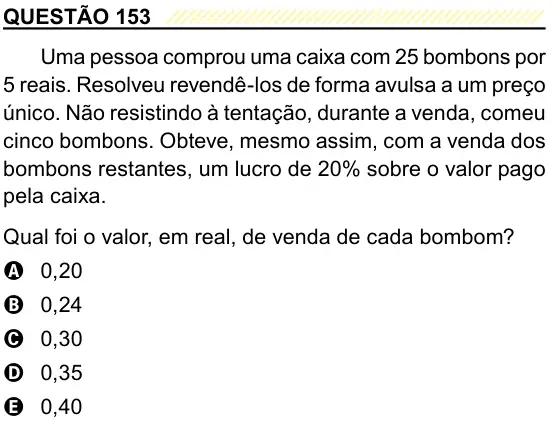 QUESTÃO 153
Uma pessoa comprou uma caixa com 25 bombons por
5 reais. Resolveu revendê-los de forma avulsa a um preço
único. Não resistindo à tentação, durante a venda, comeu
cinco bombons. Obteve, mesmo assim, com a venda dos
bombons restantes, um lucro de 20% sobre o valor pago
pela caixa.
Qual foi o valor, em real, de venda de cada bombom?
A 0,20
B 0,24
C 0,30
D 0,35
E 0,40